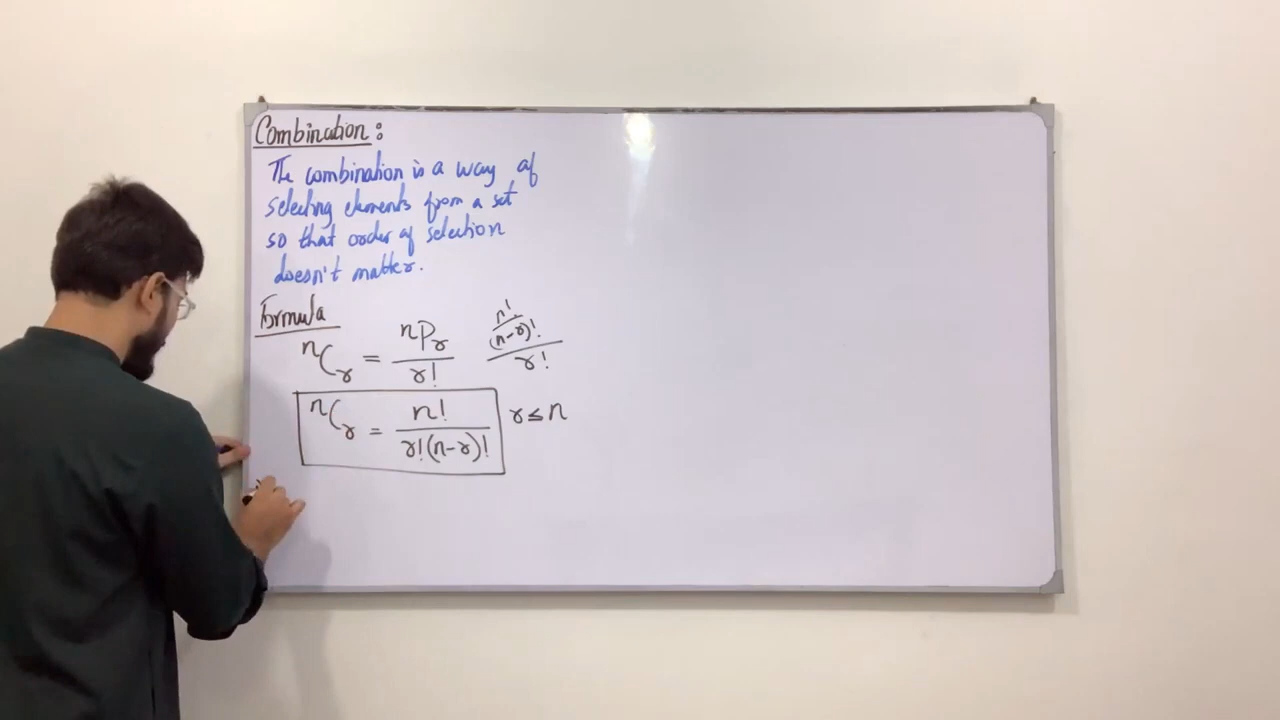 Combination:
The combination is a way of
selecting elements from a set
so that order of selection
doesn't matter.
Formula
nCr = nPr / r!   n! / (n-r)! / r!
nCr = n! / r!(n-r)!   r ≤ n